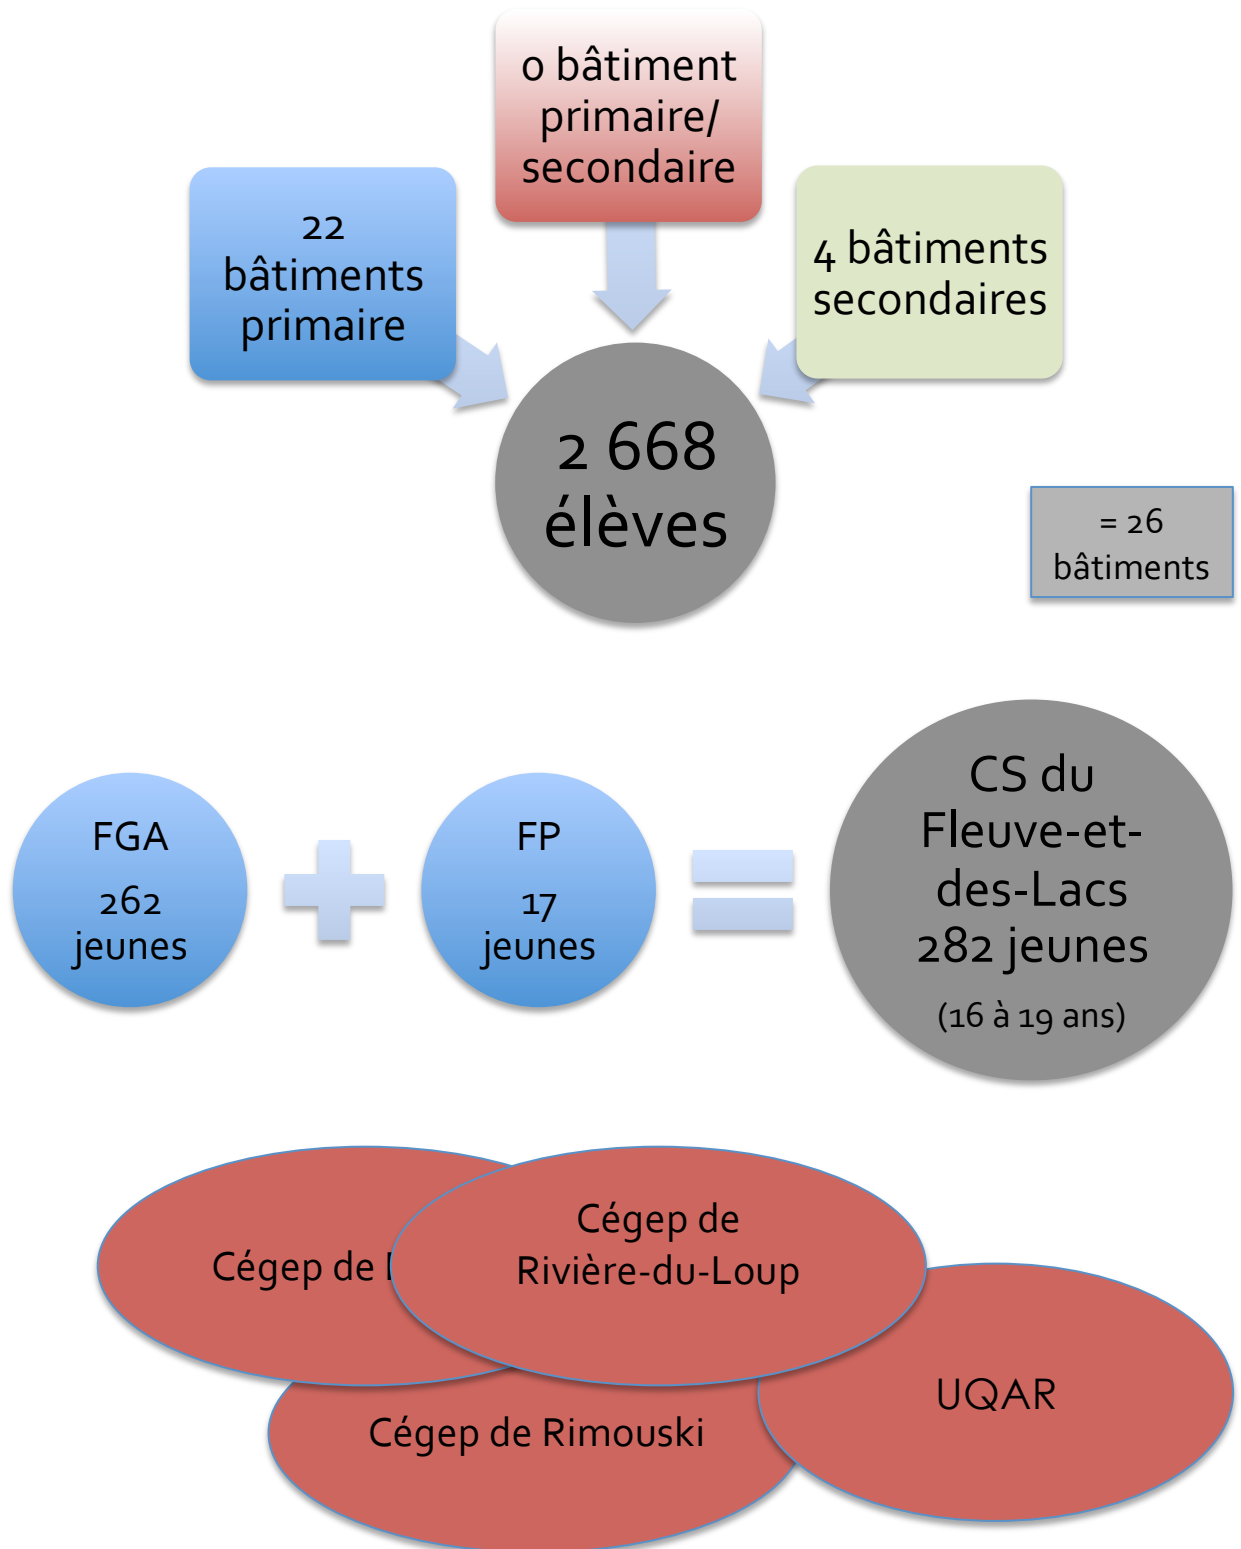 0 bâtiment
primaire/
secondaire
22
bâtiments
primaire
4 bâtiments
secondaires
2 668
élèves
= 26
bâtiments
FGA
262
jeunes
FP
17
jeunes
CS du
Fleuve-et-
des-Lacs
282 jeunes
(16 à 19 ans)
Cégep de
Cégep de
Rivière-du-Loup
UQAR
Cégep de Rimouski